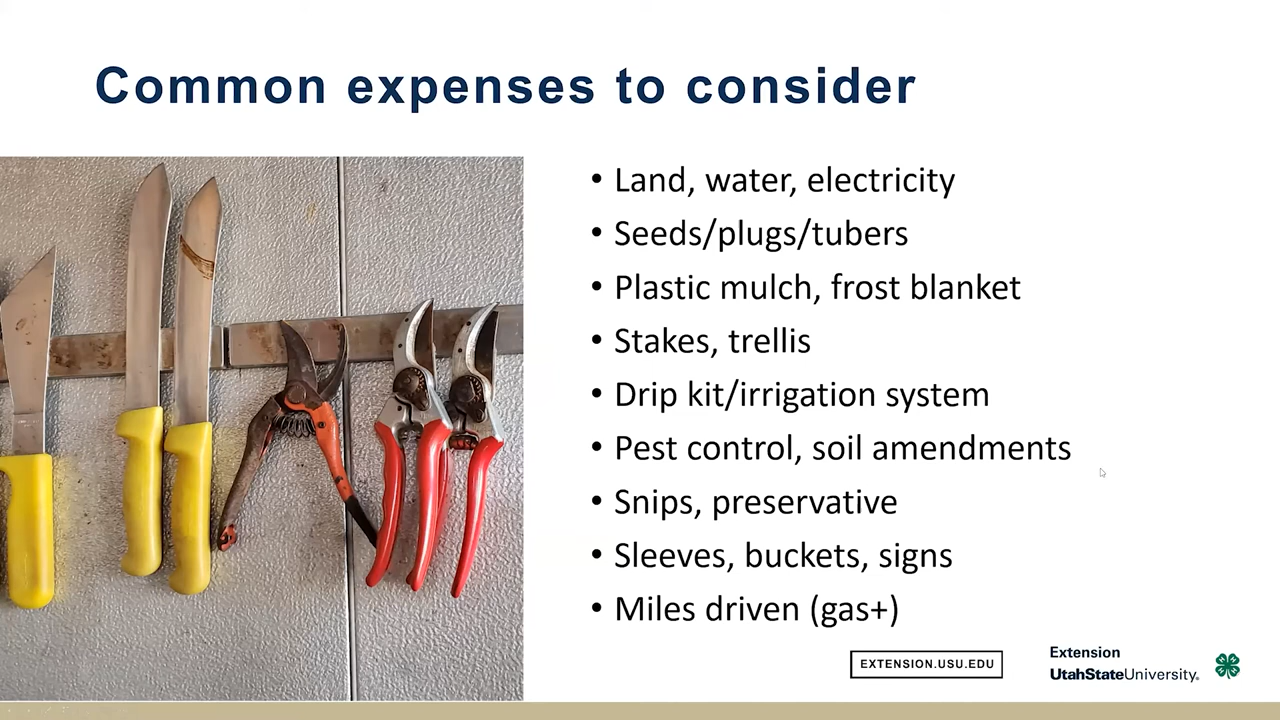 Common expenses to consider
• Land, water, electricity
• Seeds/plugs/tubers
• Plastic mulch, frost blanket
• Stakes, trellis
• Drip kit/irrigation system
• Pest control, soil amendments
• Snips, preservative
• Sleeves, buckets, signs
• Miles driven (gas+)
EXTENSION.USU.EDU
Extension
UtahStateUniversity®